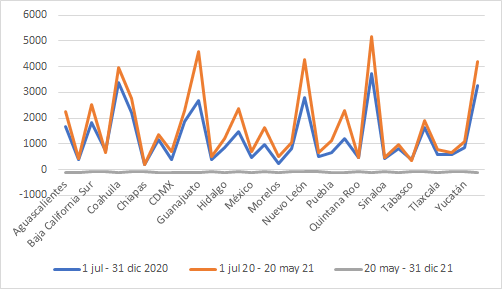 6000
5000
4000
3000
2000
1000
0
-1000
Aguascalientes
Baja California Sur
Coahuila
Chiapas
CDMX
Guanajuato
Hidalgo
México
Morelos
Nuevo León
Puebla
Quintana Roo
Sinaloa
Tabasco
Tlaxcala
Yucatán
1 jul - 31 dic 2020
1 jul 20 - 20 may 21
20 may - 31 dic 21